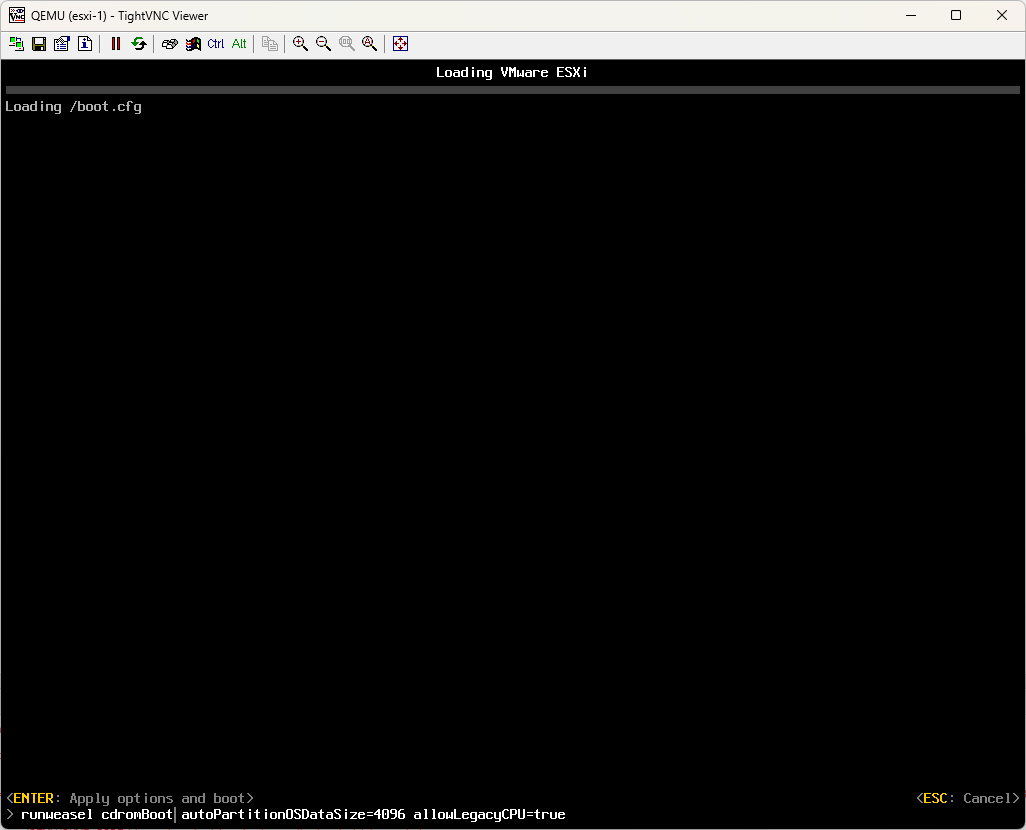 QEMU (esxi-1) - TightVNC Viewer
Ctrl Alt
Loading VMware ESXi
Loading /boot.cfg
<ENTER: Apply options and boot> <ESC: Cancel>
> runweasel cdromBoot autoPartitionOSDataSize=4096 allowLegacyCPU=true